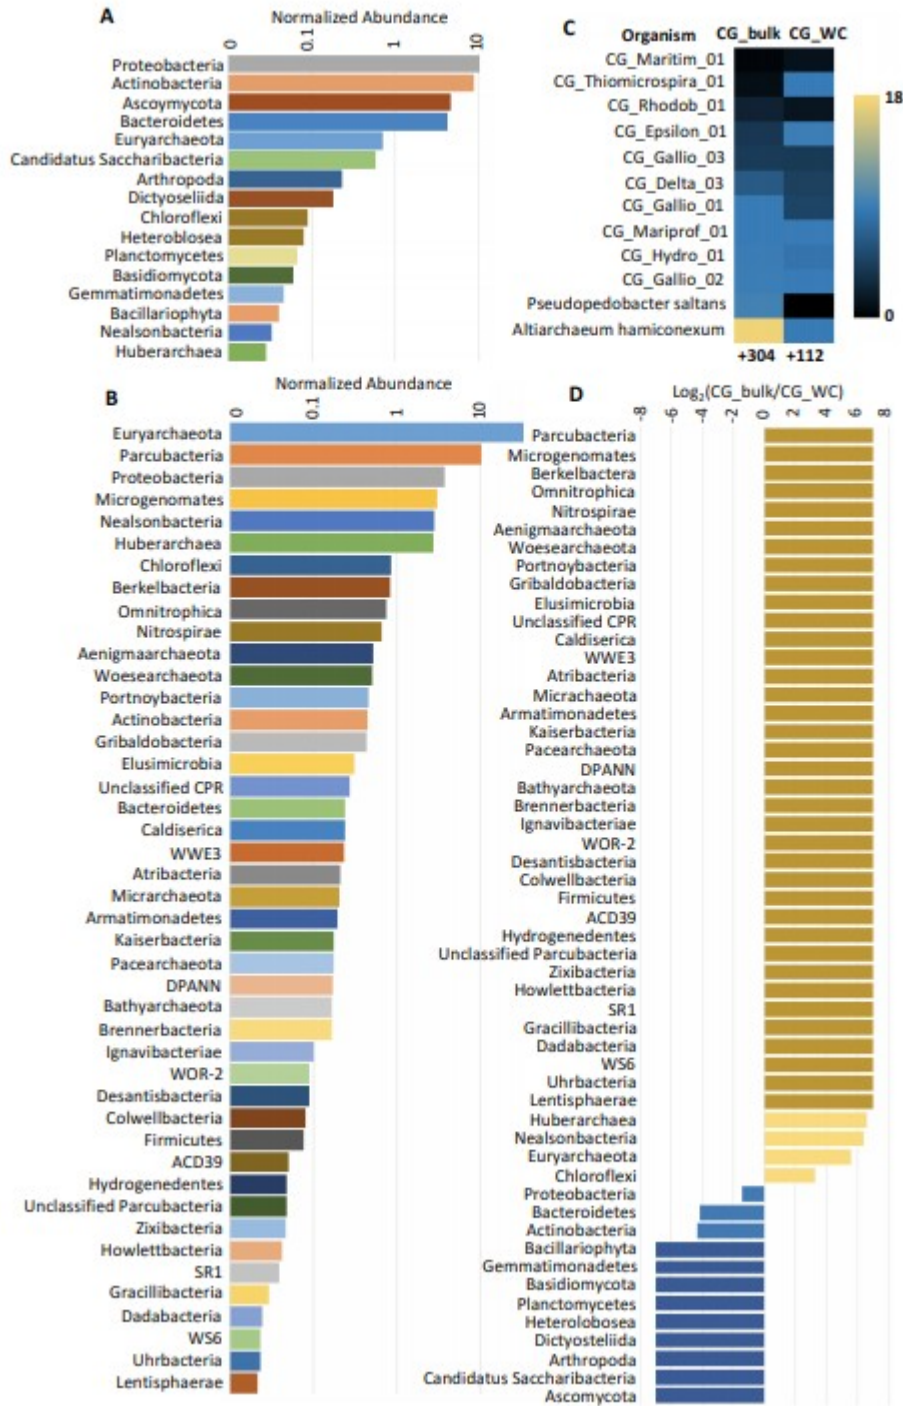 A
Normalized Abundance
0 0.1 1 10
Proteobacteria
Actinobacteria
Ascoymycota
Bacteroidetes
Euryarchaeota
Candidatus Saccharibacteria
Arthropoda
Dictyoseliida
Chloroflexi
Heteroblosea
Planctomycetes
Basidiomycota
Gemmatimonadetes
Bacillariophyta
Nealsonbacteria
Huberarchaea
C
Organism CG_bulk CG_WC
CG_Maritim_01
CG_Thiomicrospira_01
CG_Rhodob_01
CG_Epsilon_01
CG_Gallio_03
CG_Delta_03
CG_Gallio_01
CG_Mariprof_01
CG_Hydro_01
CG_Gallio_02
Pseudopedobacter saltans
Altiarchaeum hamiconexum
+304 +112
18
0
B
Normalized Abundance
0 0.1 1 10
Euryarchaeota
Parcubacteria
Proteobacteria
Microgenomates
Nealsonbacteria
Huberarchaea
Chloroflexi
Berkelbacteria
Omnitrophica
Nitrospirae
Aenigmaarchaeota
Woesearchaeota
Portnoybacteria
Actinobacteria
Gribaldobacteria
Elusimicrobia
Unclassified CPR
Bacteroidetes
Caldiserica
WWE3
Atribacteria
Micrarchaeota
Armatimonadetes
Kaiserbacteria
Pacearchaeota
DPANN
Bathyarchaeota
Brennerbacteria
Ignavibacteriae
WOR-2
Desantisbacteria
Colwellbacteria
Firmicutes
ACD39
Hydrogenedentes
Unclassified Parcubacteria
Zixibacteria
Howlettbacteria
SR1
Gracillibacteria
Dadabacteria
WS6
Uhrbacteria
Lentisphaerae
D
Log2(CG_bulk/CG_WC)
-8 -6 -4 -2 0 2 4 6 8
Parcubacteria
Microgenomates
Berkelbactera
Omnitrophica
Nitrospirae
Aenigmaarchaeota
Woesearchaeota
Portnoybacteria
Gribaldobacteria
Elusimicrobia
Unclassified CPR
Caldiserica
WWE3
Atribacteria
Micrachaeota
Armatimonadetes
Kaiserbacteria
Pacearchaeota
DPANN
Bathyarchaeota
Brennerbacteria
Ignavibacteriae
WOR-2
Desantisbacteria
Colwellbacteria
Firmicutes
ACD39
Hydrogenedentes
Unclassified Parcubacteria
Zixibacteria
Howlettbacteria
SR1
Gracillibacteria
Dadabacteria
WS6
Uhrbacteria
Lentisphaerae
Huberarchaea
Nealsonbacteria
Euryarchaeota
Chloroflexi
Proteobacteria
Bacteroidetes
Actinobacteria
Bacillariophyta
Gemmatimonadetes
Basidiomycota
Planctomycetes
Heterolobosea
Dictyosteliida
Arthropoda
Candidatus Saccharibacteria
Ascomycota